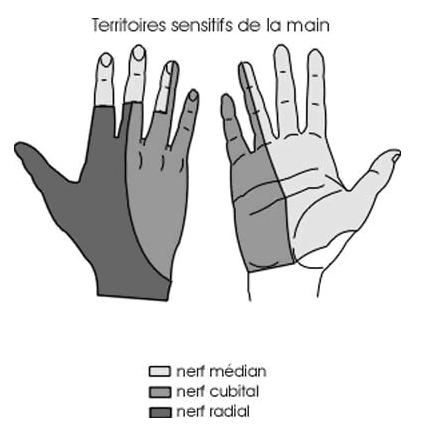 Territoires sensitifs de la main
nerf médian
nerf cubital
nerf radial